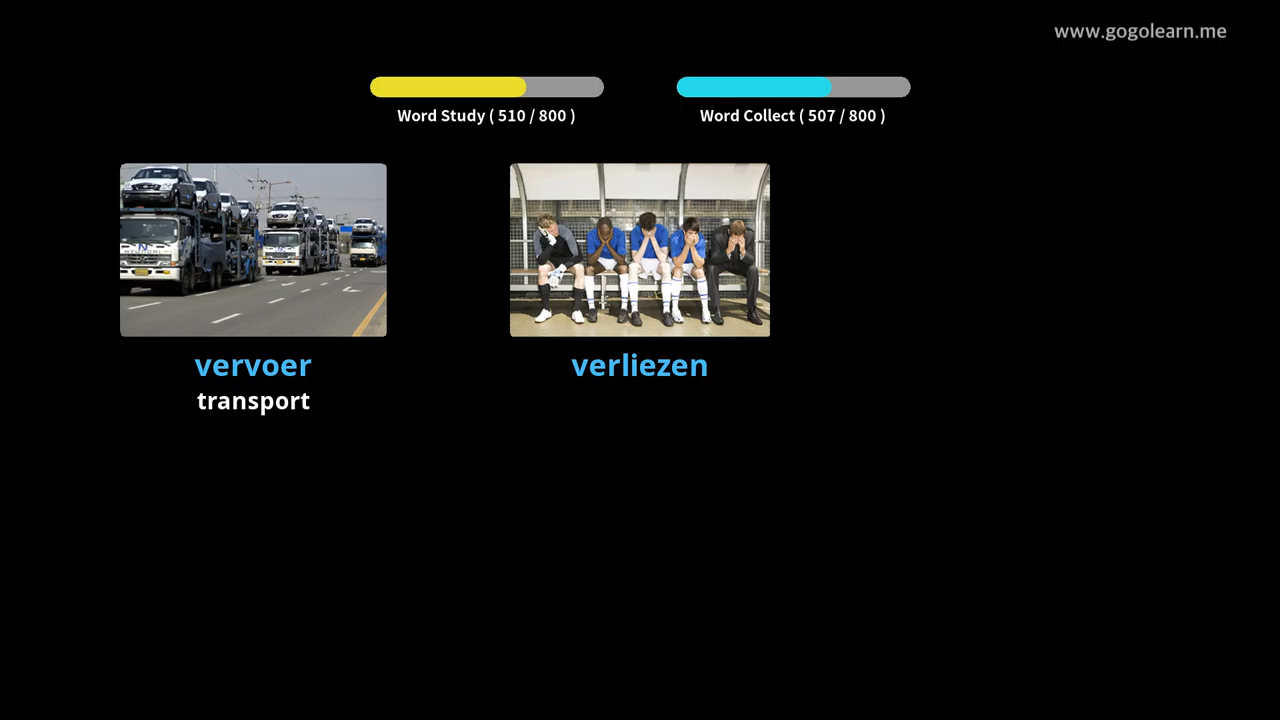 www.gogolearn.me
Word Study ( 510 / 800 )
Word Collect ( 507 / 800 )
vervoer
transport
verliezen